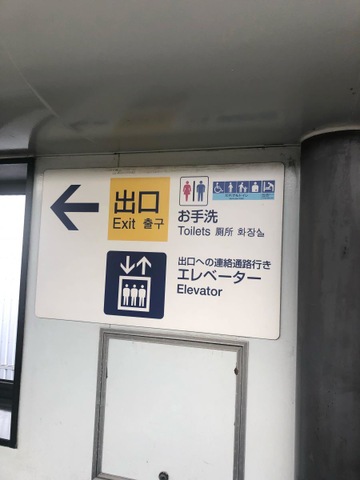 出口
Exit 출구
お手洗
Toilets 厠所 화장실
出口への連絡通路行き
エレベーター
Elevator